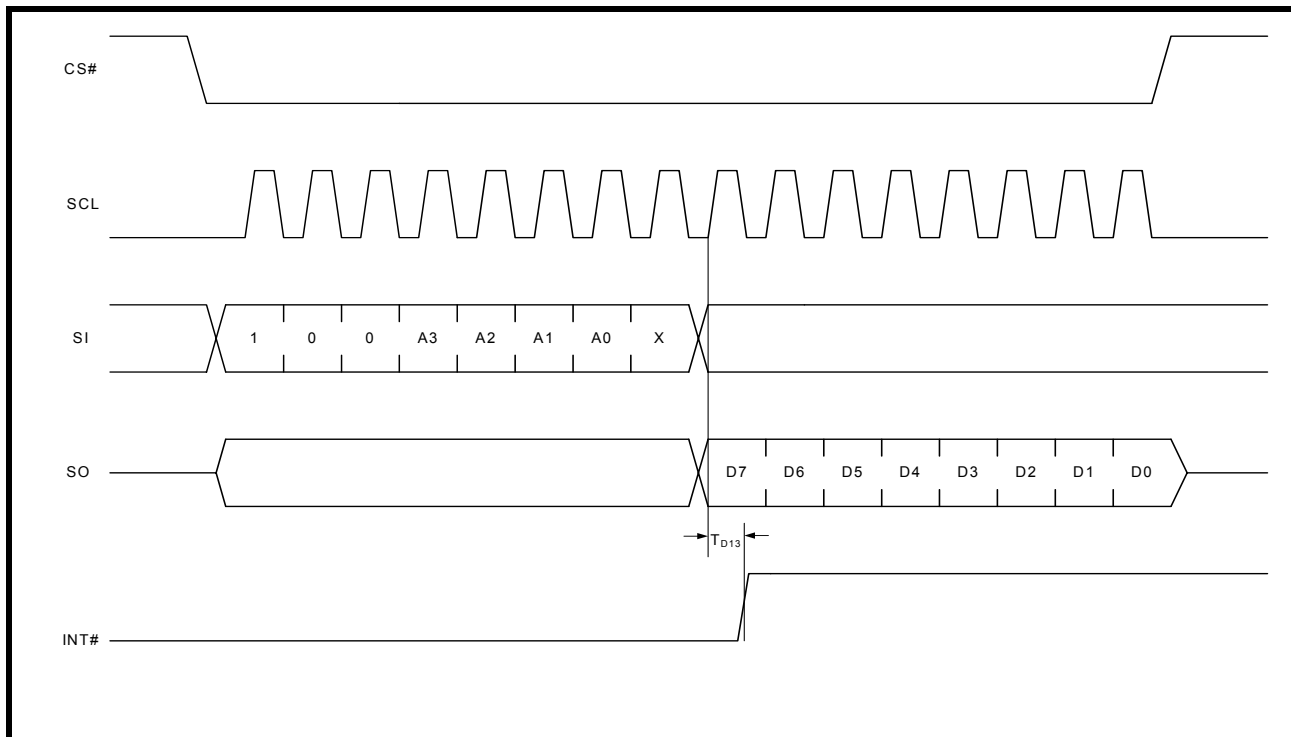 CS#
SCL
SI 1 0 0 A3 A2 A1 A0 X
SO D7 D6 D5 D4 D3 D2 D1 D0
TD13
INT#